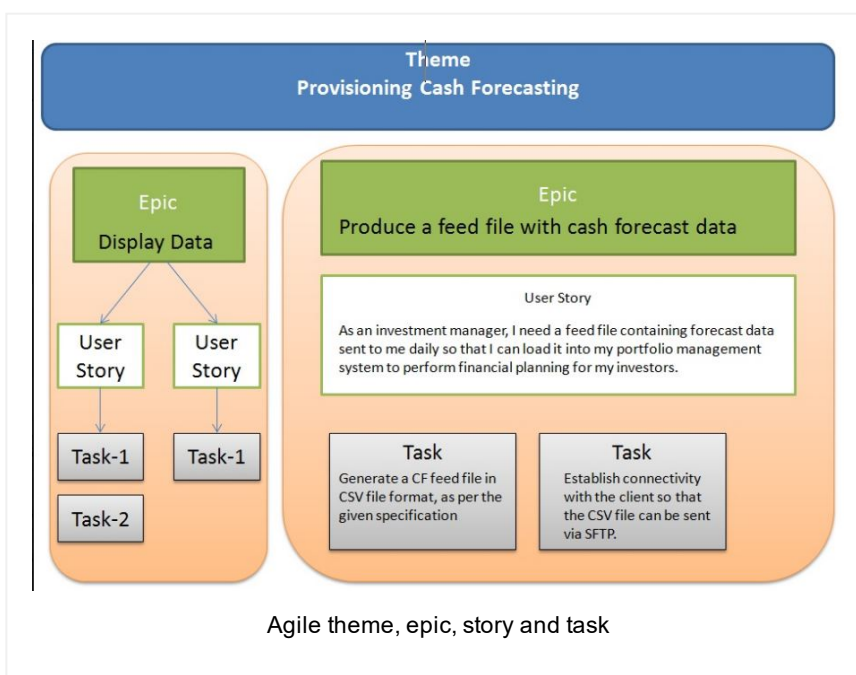 Theme
Provisioning Cash Forecasting
Epic
Display Data
User
Story
User
Story
Task-1
Task-1
Task-2
Epic
Produce a feed file with cash forecast data
User Story
As an investment manager, I need a feed file containing forecast data
sent to me daily so that I can load it into my portfolio management
system to perform financial planning for my investors.
Task
Generate a CF feed file in
CSV file format, as per the
given specification
Task
Establish connectivity
with the client so that
the CSV file can be sent
via SFTP.
Agile theme, epic, story and task